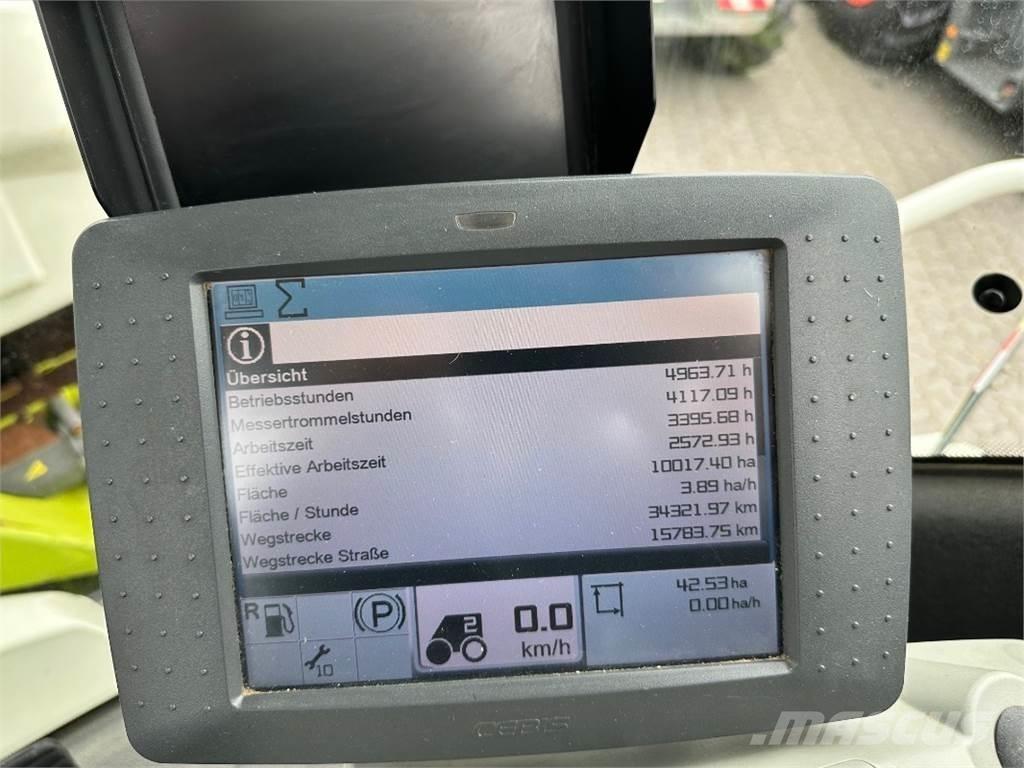 Übersicht
Betriebsstunden 4963.71 h
Messertrommelstunden 4117.09 h
Arbeitszeit 3395.68 h
Effektive Arbeitszeit 2572.93 h
Fläche 10017.40 ha
Fläche / Stunde 3.89 ha/h
Wegstrecke 34321.97 km
Wegstrecke Straße 15783.75 km
R P 2 0.0 42.53 ha
10 km/h 0.00 ha/h
CEBIS
MASCUS